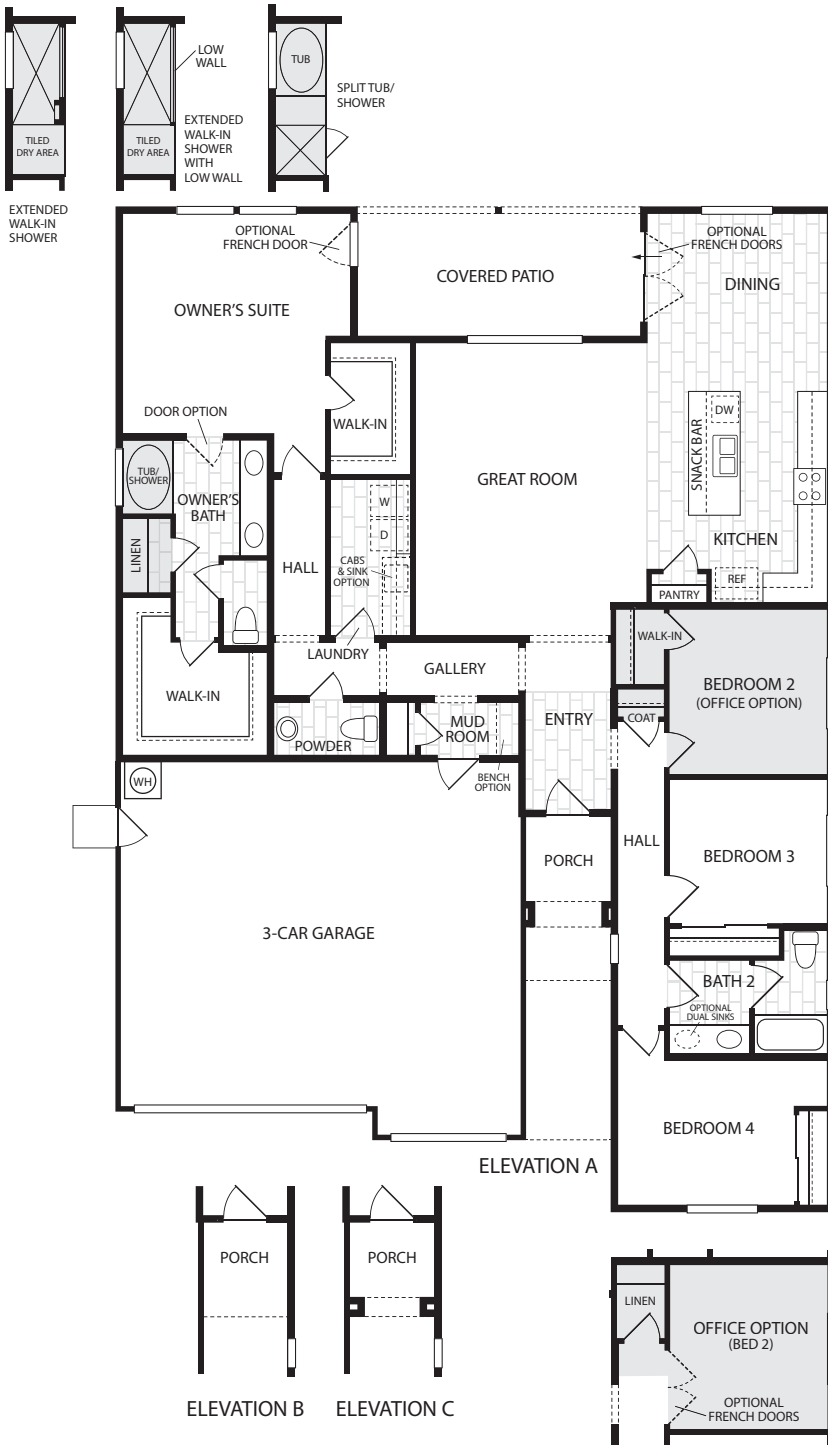 TUB
LOW
WALL
SPLIT TUB/
SHOWER
EXTENDED
WALK-IN
SHOWER
WITH
LOW WALL
TILED
DRY AREA
TILED
DRY AREA
EXTENDED
WALK-IN
SHOWER
OPTIONAL
FRENCH DOOR
OPTIONAL
FRENCH DOORS
COVERED PATIO
DINING
OWNER'S SUITE
DOOR OPTION
WALK-IN
DW
SNACK BAR
TUB/
SHOWER
GREAT ROOM
OWNER'S
BATH
W
D
LINEN
HALL
CABS
& SINK
OPTION
KITCHEN
REF
PANTRY
LAUNDRY
GALLERY
WALK-IN
WALK-IN
BEDROOM 2
(OFFICE OPTION)
COAT
ENTRY
MUD
ROOM
POWDER
BENCH
OPTION
WH
HALL
PORCH
BEDROOM 3
3-CAR GARAGE
BATH 2
OPTIONAL
DUAL SINKS
BEDROOM 4
ELEVATION A
PORCH
PORCH
LINEN
OFFICE OPTION
(BED 2)
OPTIONAL
FRENCH DOORS
ELEVATION B
ELEVATION C